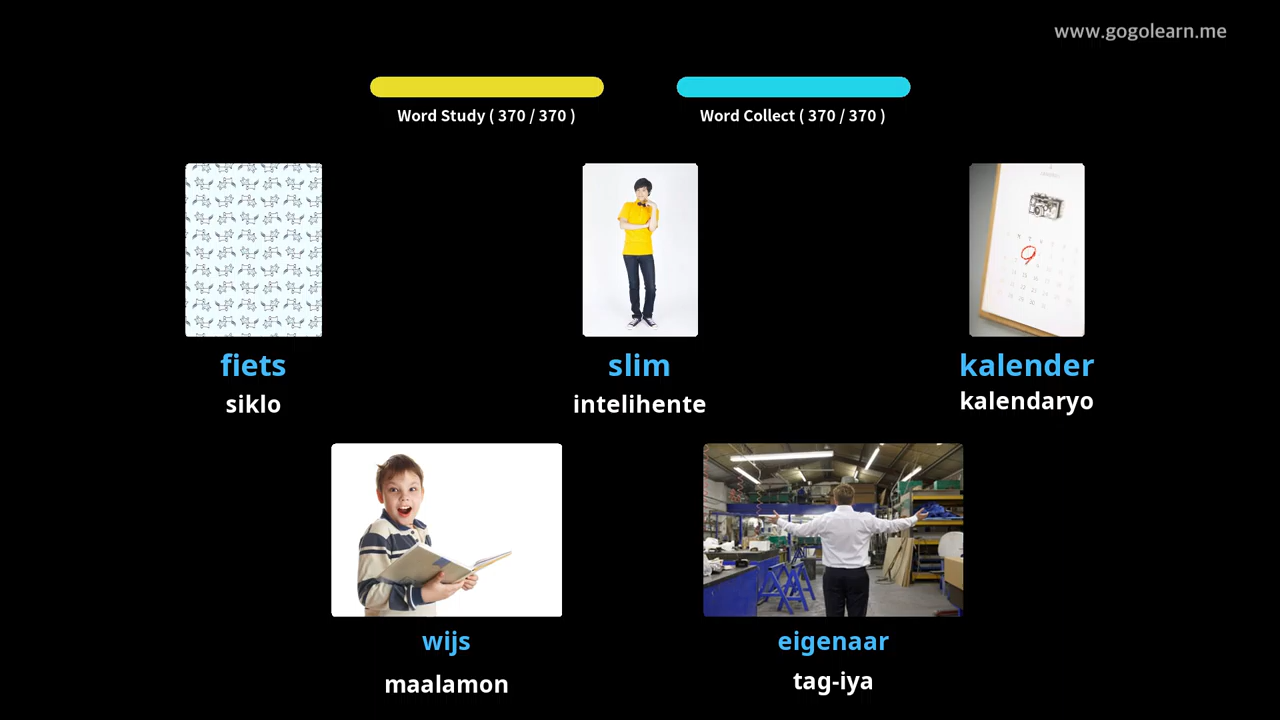 www.gogolearn.me
Word Study ( 370 / 370 )
Word Collect ( 370 / 370 )
fiets
siklo
slim
intelihente
kalender
kalendaryo
wijs
maalamon
eigenaar
tag-iya